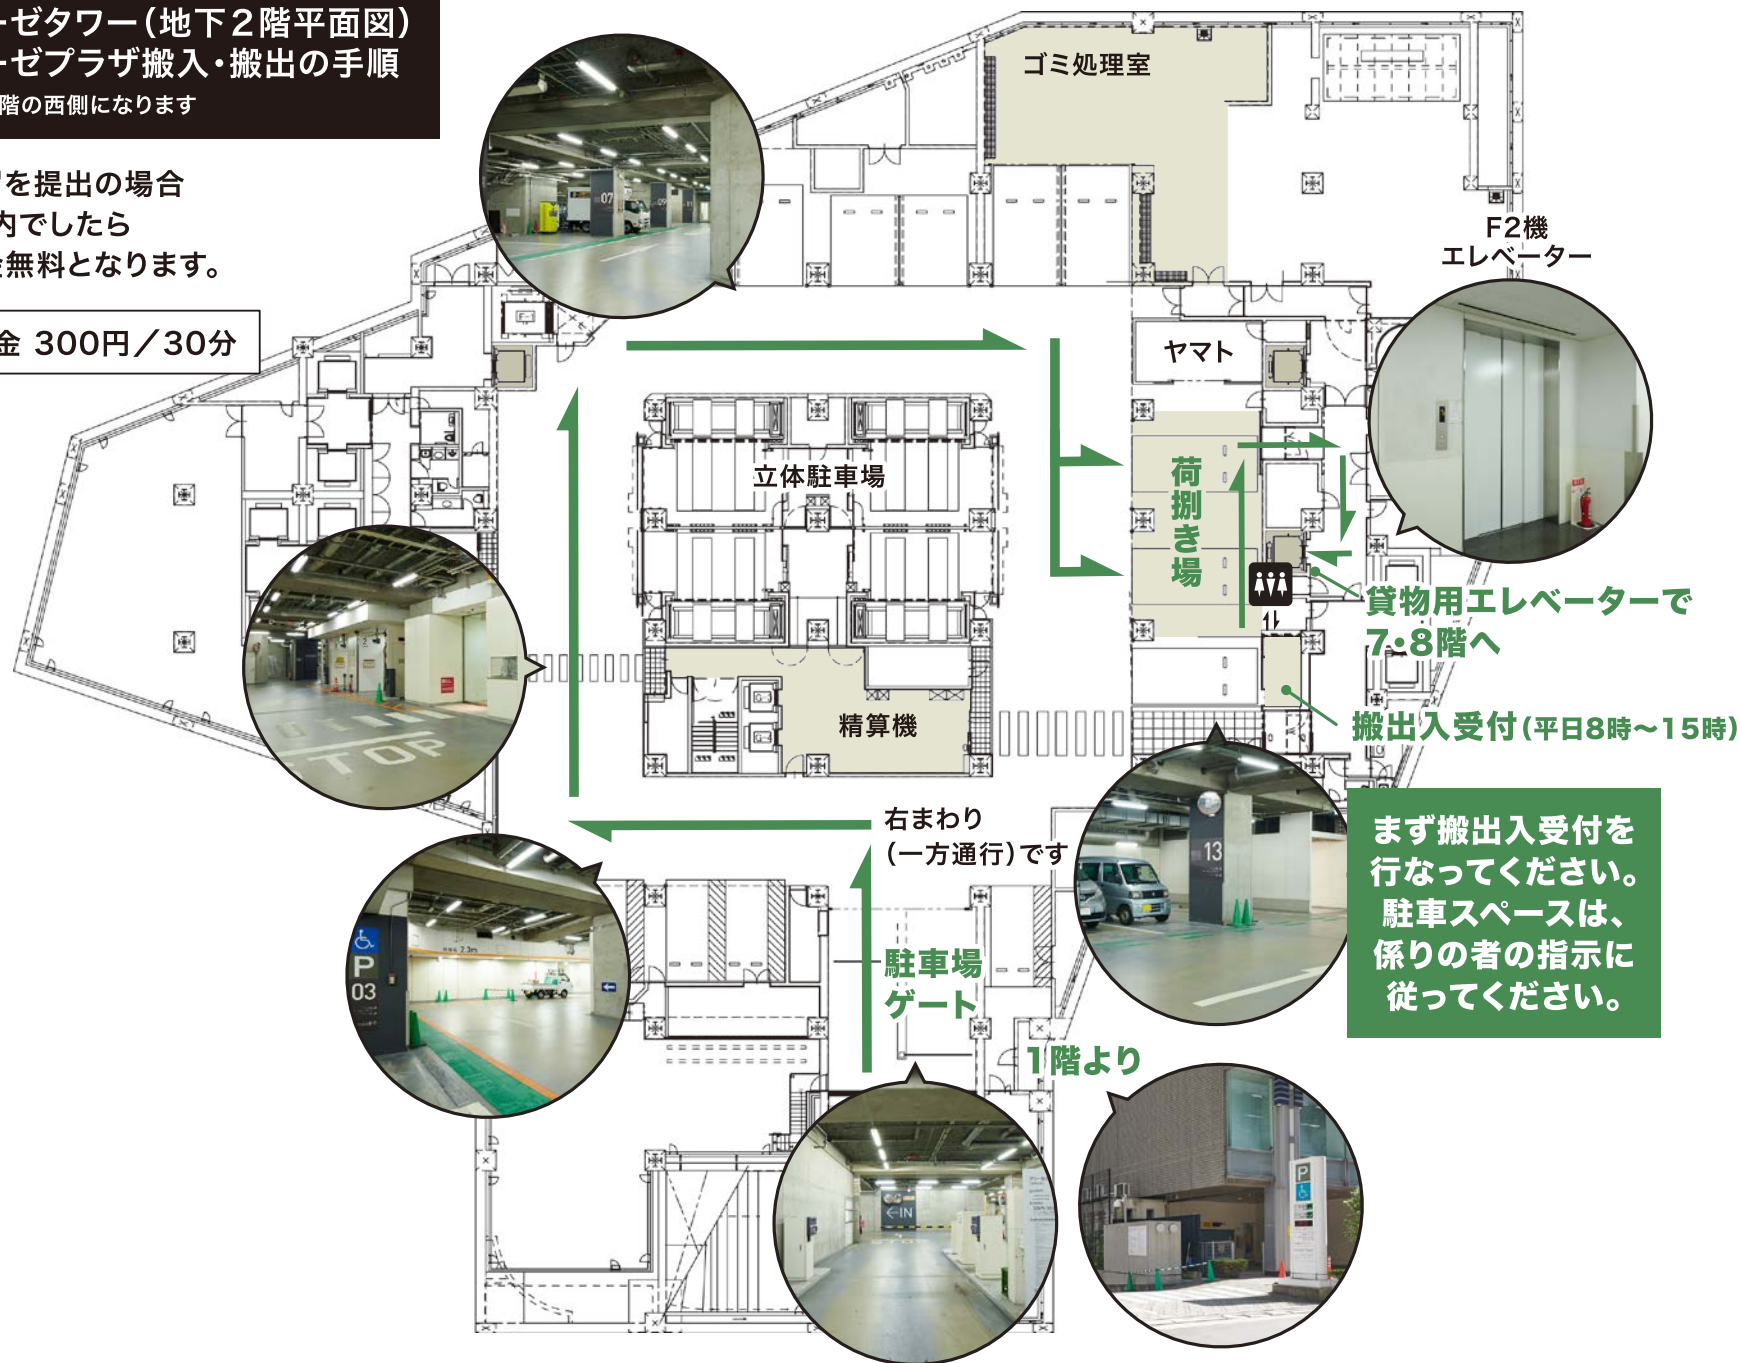 ーゼタワー（地下2階平面図）
ーゼプラザ搬入・搬出の手順
階の西側になります
を提出の場合
内でしたら
無料となります。
金 300円／30分
ゴミ処理室
F2機
エレベーター
ヤマト
立体駐車場
荷捌き場
貸物用エレベーターで
7・8階へ
精算機
搬出入受付（平日8時〜15時）
右まわり
（一方通行）です
まず搬出入受付を
行なってください。
駐車スペースは、
係りの者の指示に
従ってください。
駐車場
ゲート
1階より
F-1
07
09
11
STOP
P
03
2.3m
13
←IN
P